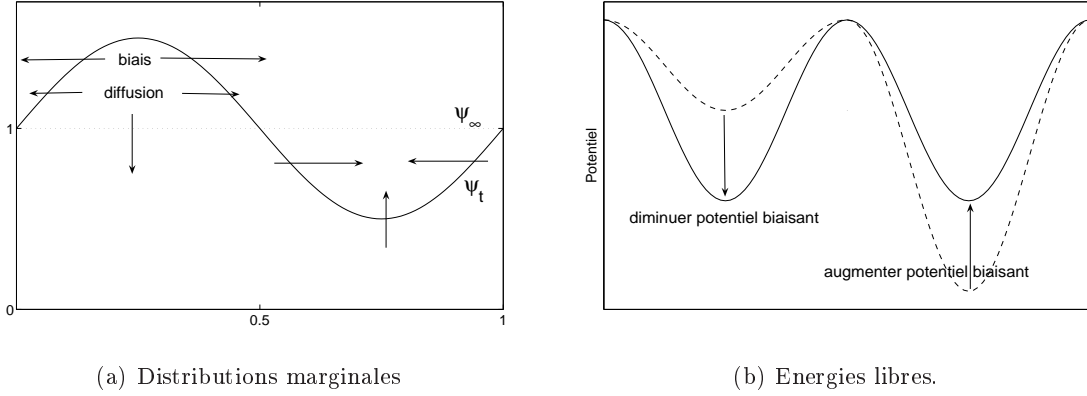 biais
diffusion
ψ∞
1
ψt
0
0.5
1
(a) Distributions marginales
Potentiel
diminuer potentiel biaisant
augmenter potentiel biaisant
(b) Energies libres.